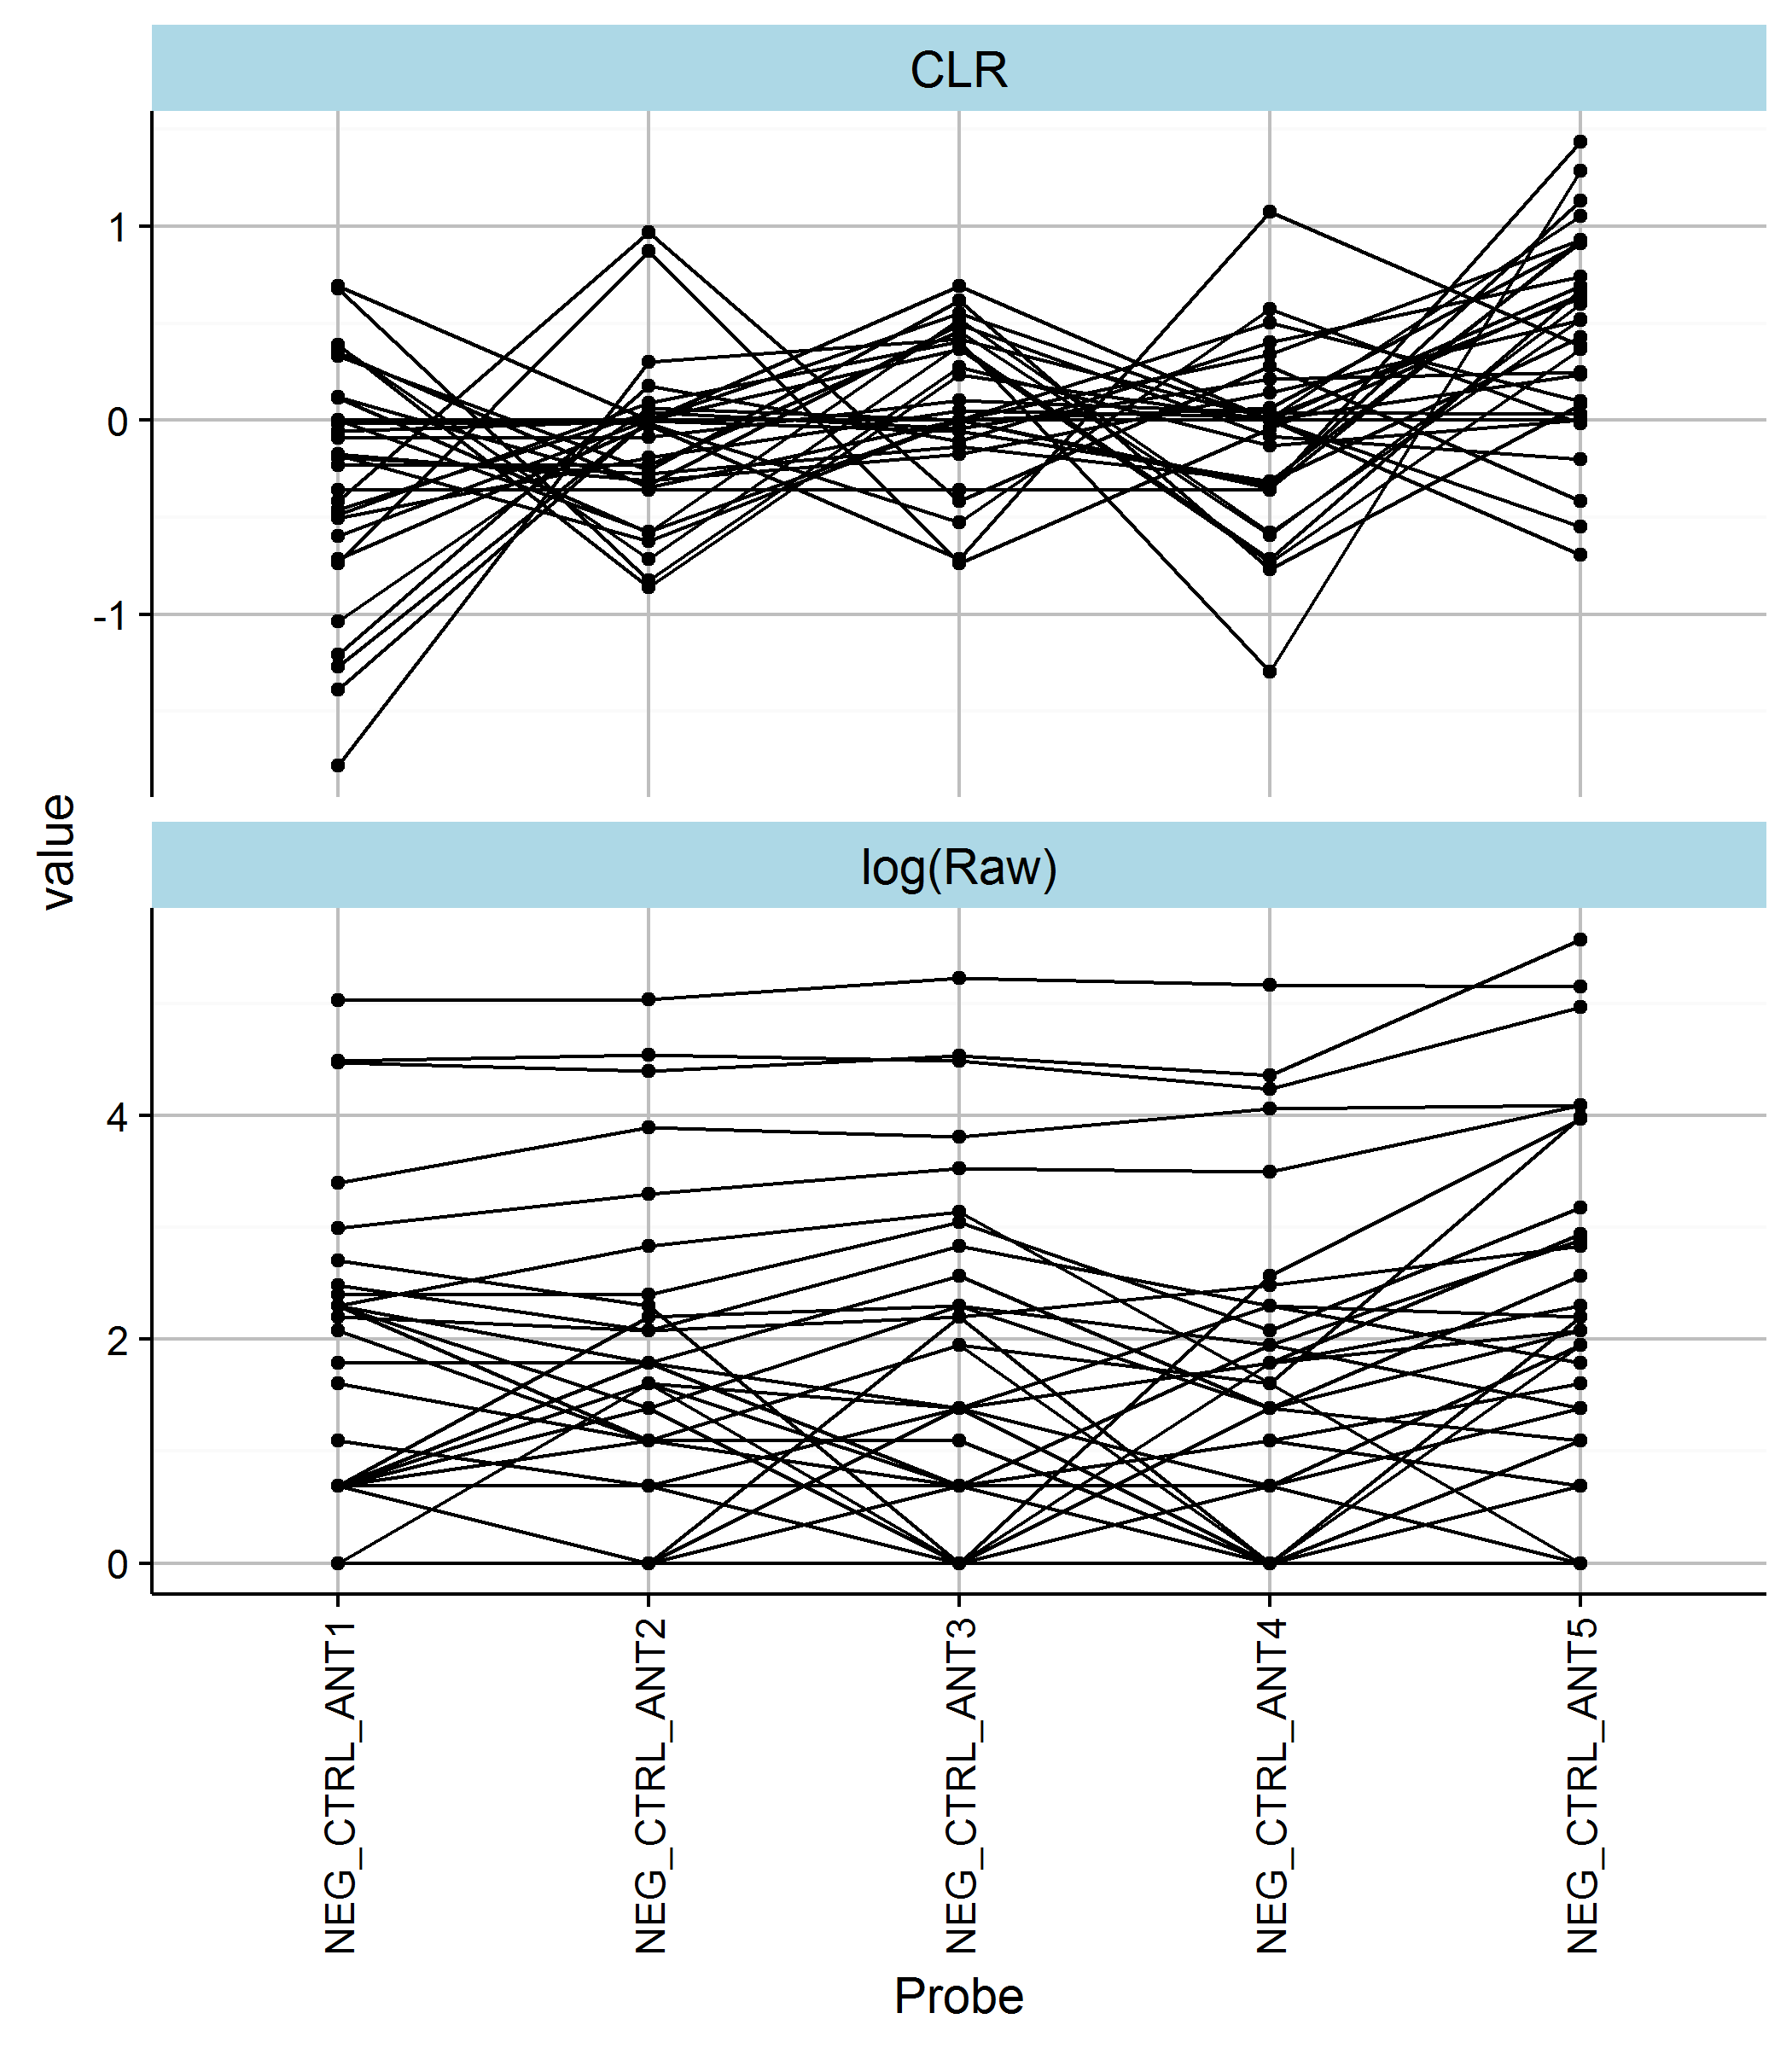 CLR
1
0
-1
value
log(Raw)
4
2
0
NEG_CTRL_ANT1
NEG_CTRL_ANT2
NEG_CTRL_ANT3
NEG_CTRL_ANT4
NEG_CTRL_ANT5
Probe